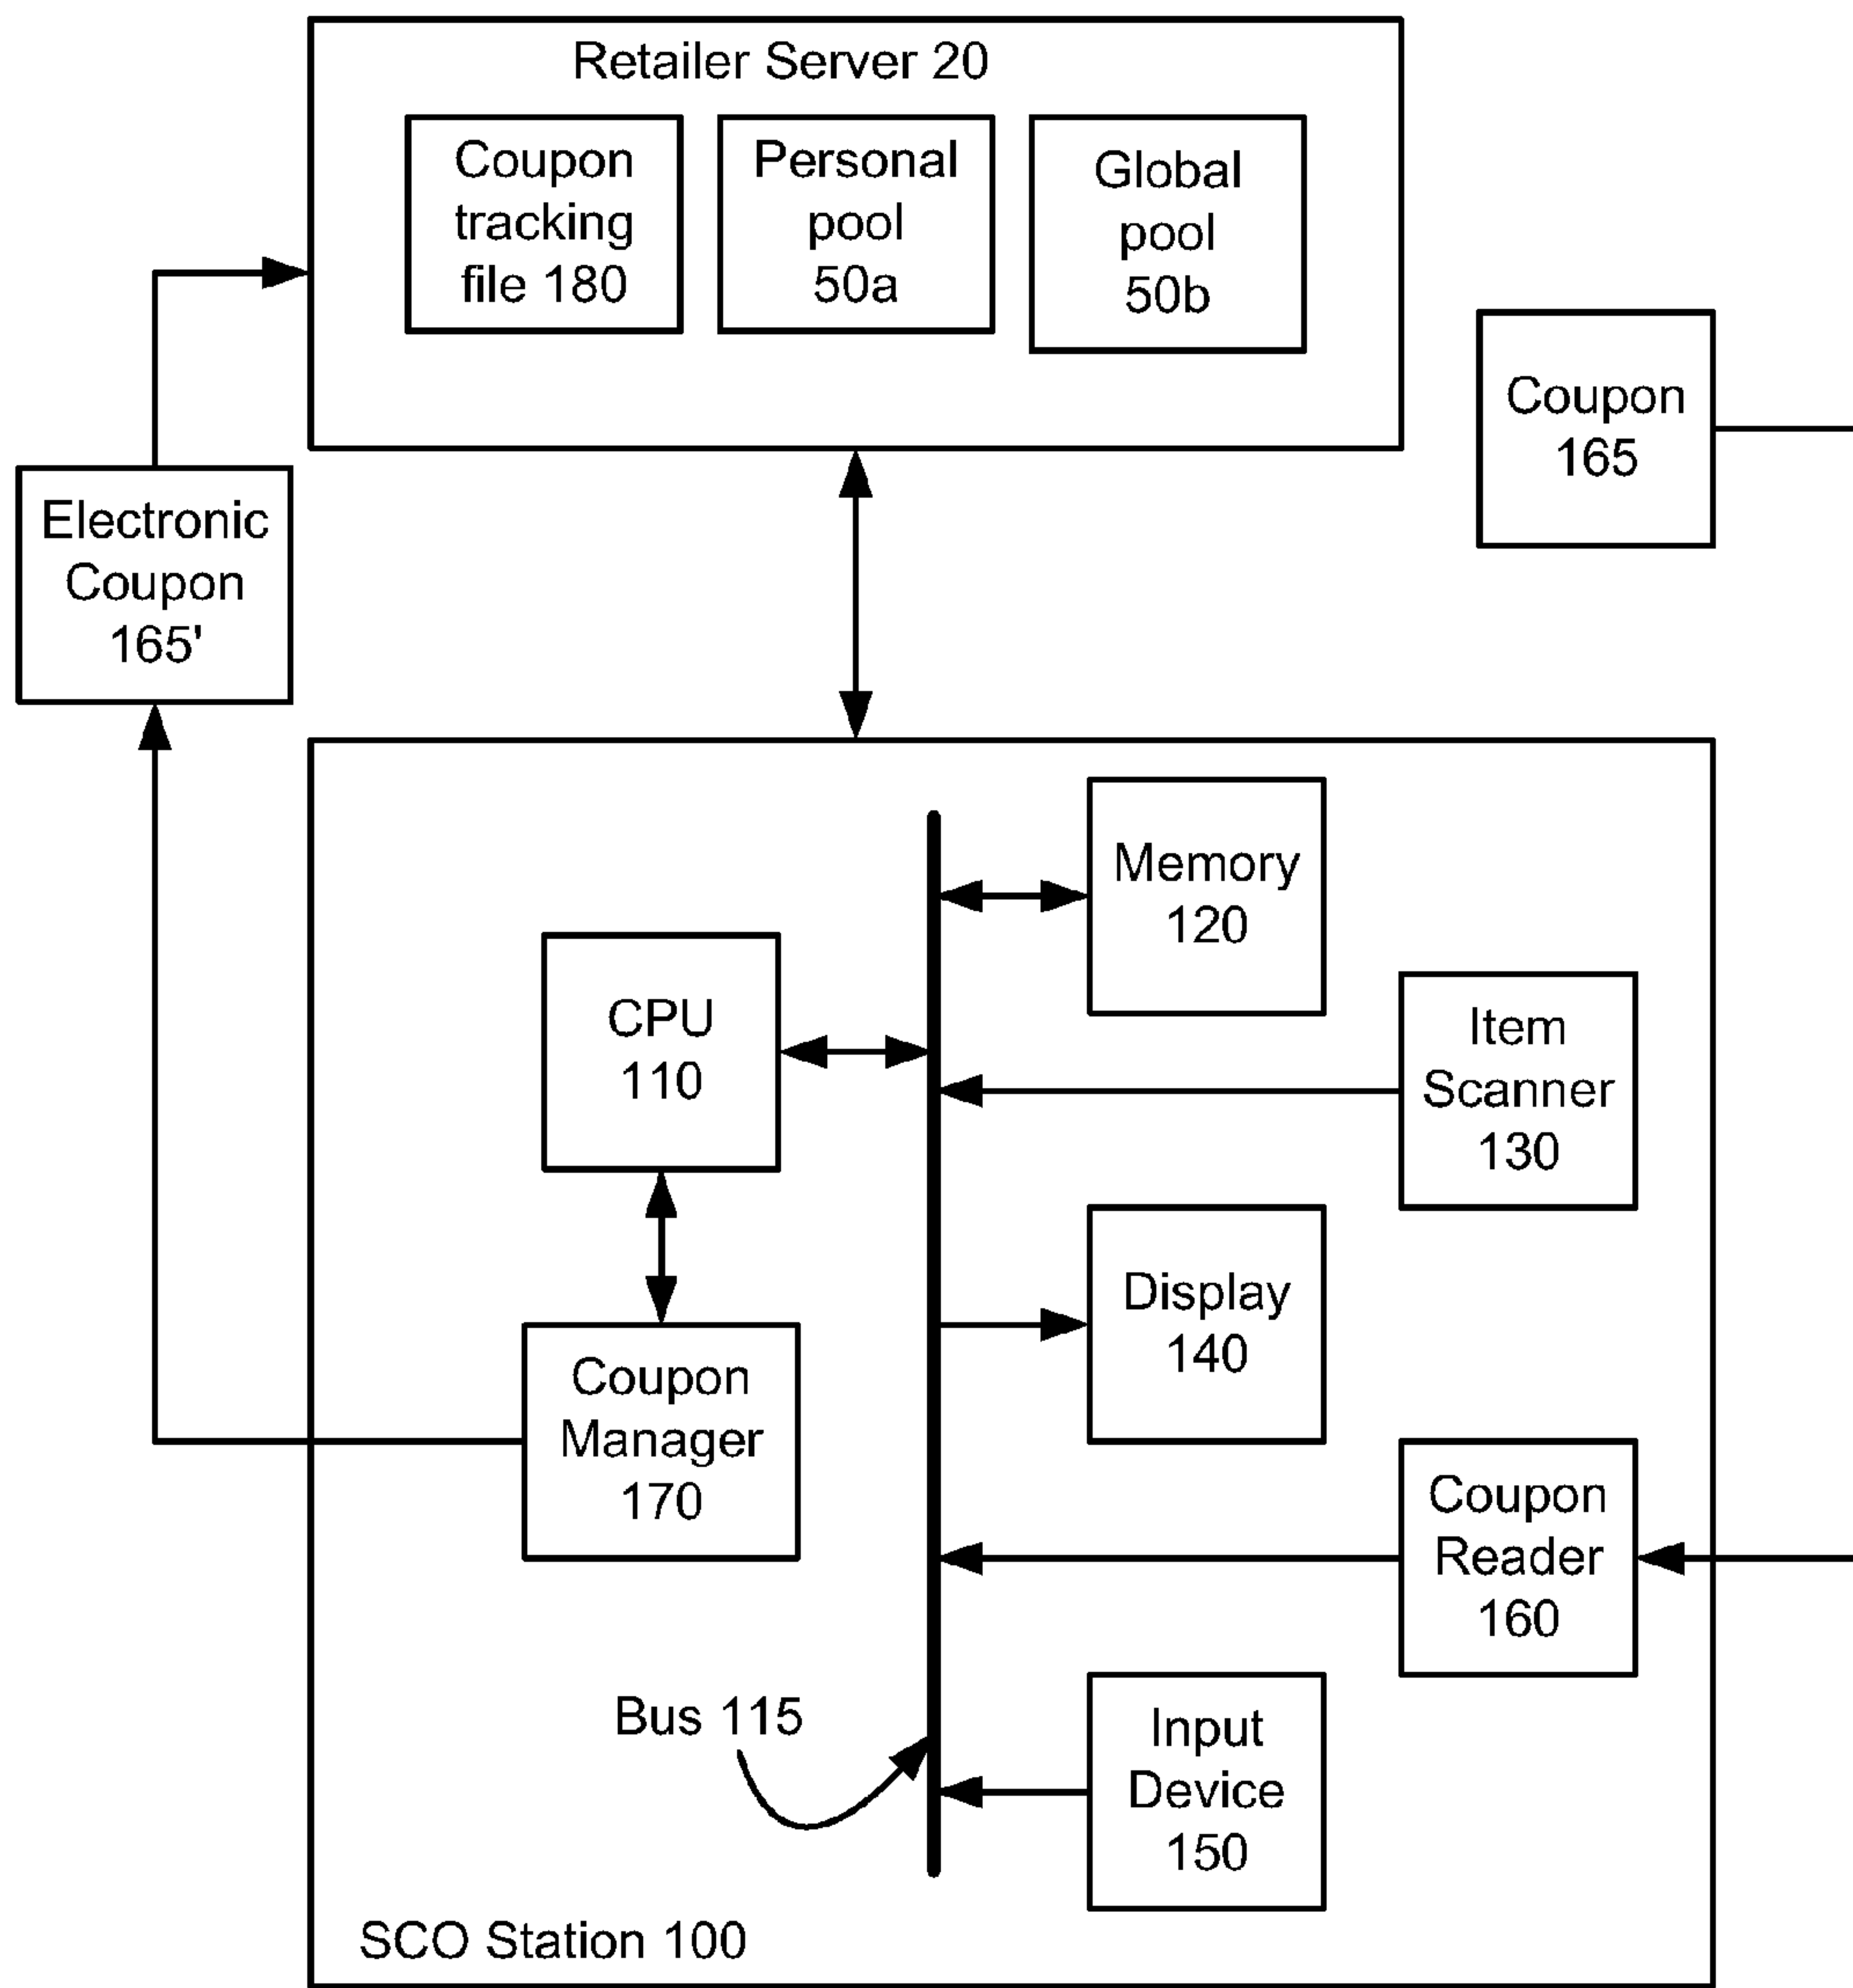 Retailer Server 20
Coupon
tracking
file 180
Personal
pool
50a
Global
pool
50b
Coupon
165
Electronic
Coupon
165'
Memory
120
CPU
110
Item
Scanner
130
Display
140
Coupon
Manager
170
Coupon
Reader
160
Bus 115
Input
Device
150
SCO Station 100